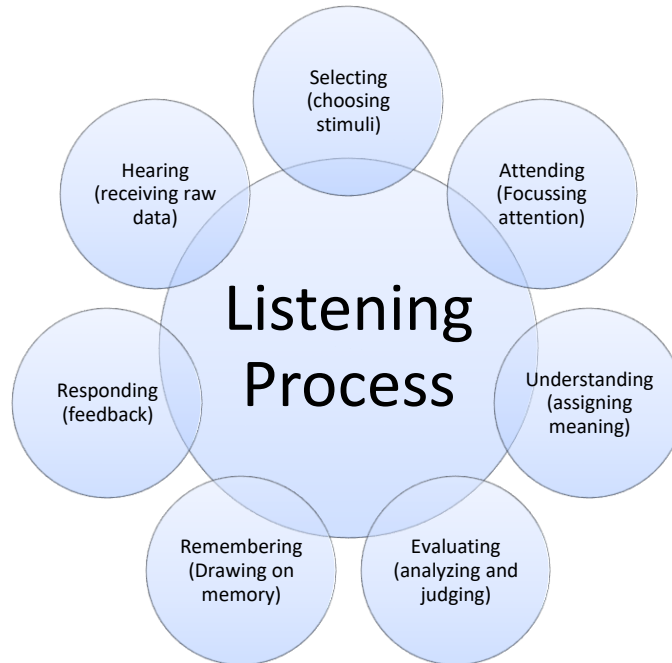 Selecting
(choosing
stimuli)
Attending
(Focussing
attention)
Understanding
(assigning
meaning)
Evaluating
(analyzing and
judging)
Remembering
(Drawing on
memory)
Responding
(feedback)
Hearing
(receiving raw
data)
Listening
Process